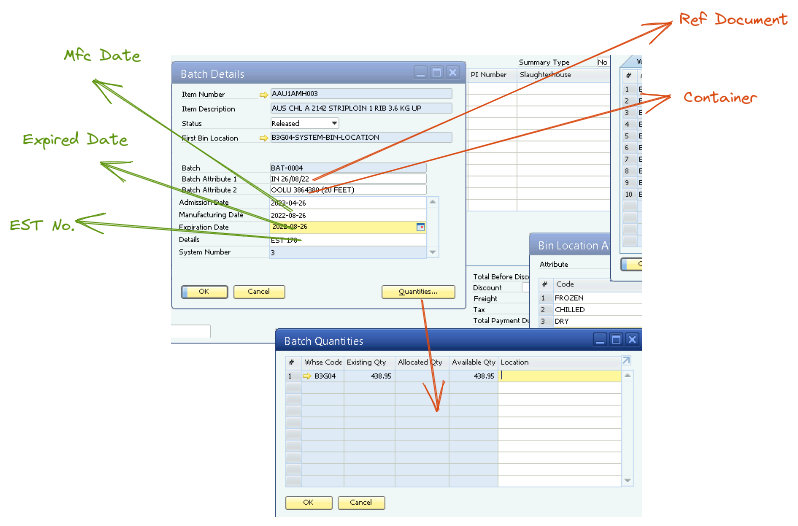 Ref Document
Mfc Date
Summary Type No
Batch Details
PI Number Slaughterhouse
Item Number AAU1AMH003
Container
Item Description AUS CHL A 2142 STRIPLOIN 1 RIB 3.6 KG UP
Status Released
Expired Date
First Bin Location B3G04-SYSTEM-BIN-LOCATION
Batch BAT-0004
Batch Attribute 1 IN 26/08/22
Batch Attribute 2 OOLU 3864380 (20 FEET)
Admission Date 2023-04-26
Manufacturing Date 2022-08-26
EST No.
Expiration Date
Details EST 170
System Number 3
Bin Location A
Attribute
Total Before Disco
Discount
Freight
Tax
Total Payment Du
# Code
1 FROZEN
2 CHILLED
3 DRY
OK Cancel Quantities...
# 
1
2
3
4
5
6
7
8
9
10
Batch Quantities
# Whse Code Existing Qty Allocated Qty Available Qty Location
1 B3G04 438.95 438.95
OK Cancel